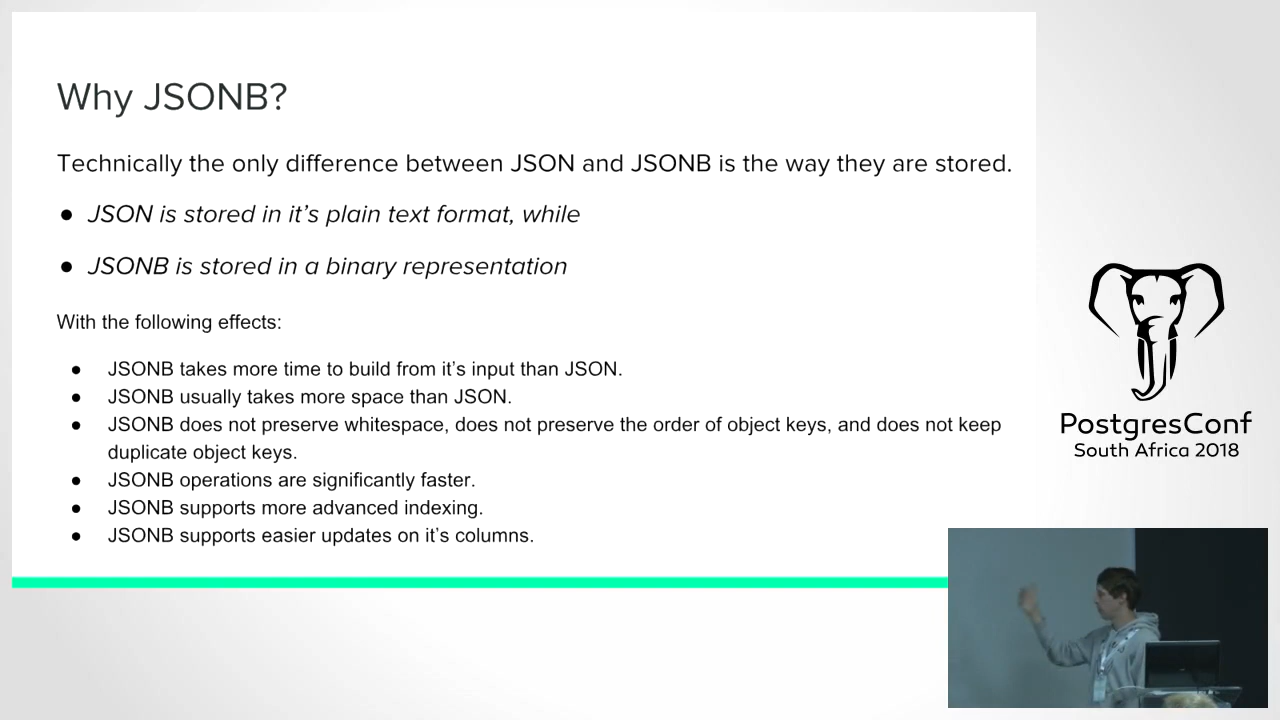 Why JSONB?
Technically the only difference between JSON and JSONB is the way they are stored.
● JSON is stored in it's plain text format, while
● JSONB is stored in a binary representation
With the following effects:
● JSONB takes more time to build from it's input than JSON.
● JSONB usually takes more space than JSON.
● JSONB does not preserve whitespace, does not preserve the order of object keys, and does not keep
duplicate object keys.
● JSONB operations are significantly faster.
● JSONB supports more advanced indexing.
● JSONB supports easier updates on it's columns.
PostgresConf
South Africa 2018